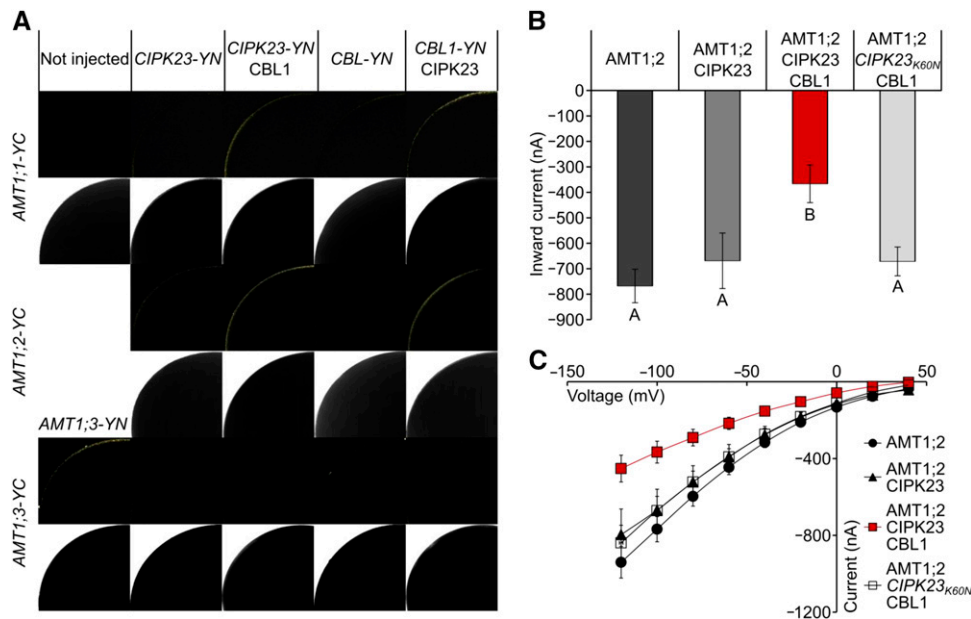 A
Not injected
CIPK23-YN
CIPK23-YN
CBL1
CBL-YN
CBL1-YN
CIPK23
AMT1;1-YC
AMT1;2-YC
AMT1;3-YN
AMT1;3-YC
B
AMT1;2
AMT1;2
CIPK23
AMT1;2
CIPK23
CBL1
AMT1;2
CIPK23K60N
CBL1
Inward current (nA)
0
−100
−200
−300
−400
−500
−600
−700
−800
−900
A
A
B
A
C
−150
−100
−50
0
50
Voltage (mV)
−400
−800
−1200
Current (nA)
AMT1;2
AMT1;2
CIPK23
AMT1;2
CIPK23
CBL1
AMT1;2
CIPK23K60N
CBL1